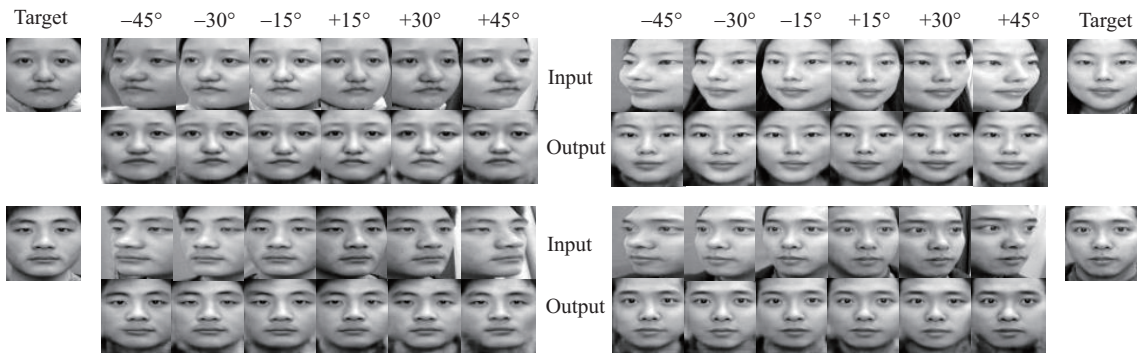 Target −45° −30° −15° +15° +30° +45° −45° −30° −15° +15° +30° +45° Target
Input
Output
Input
Output